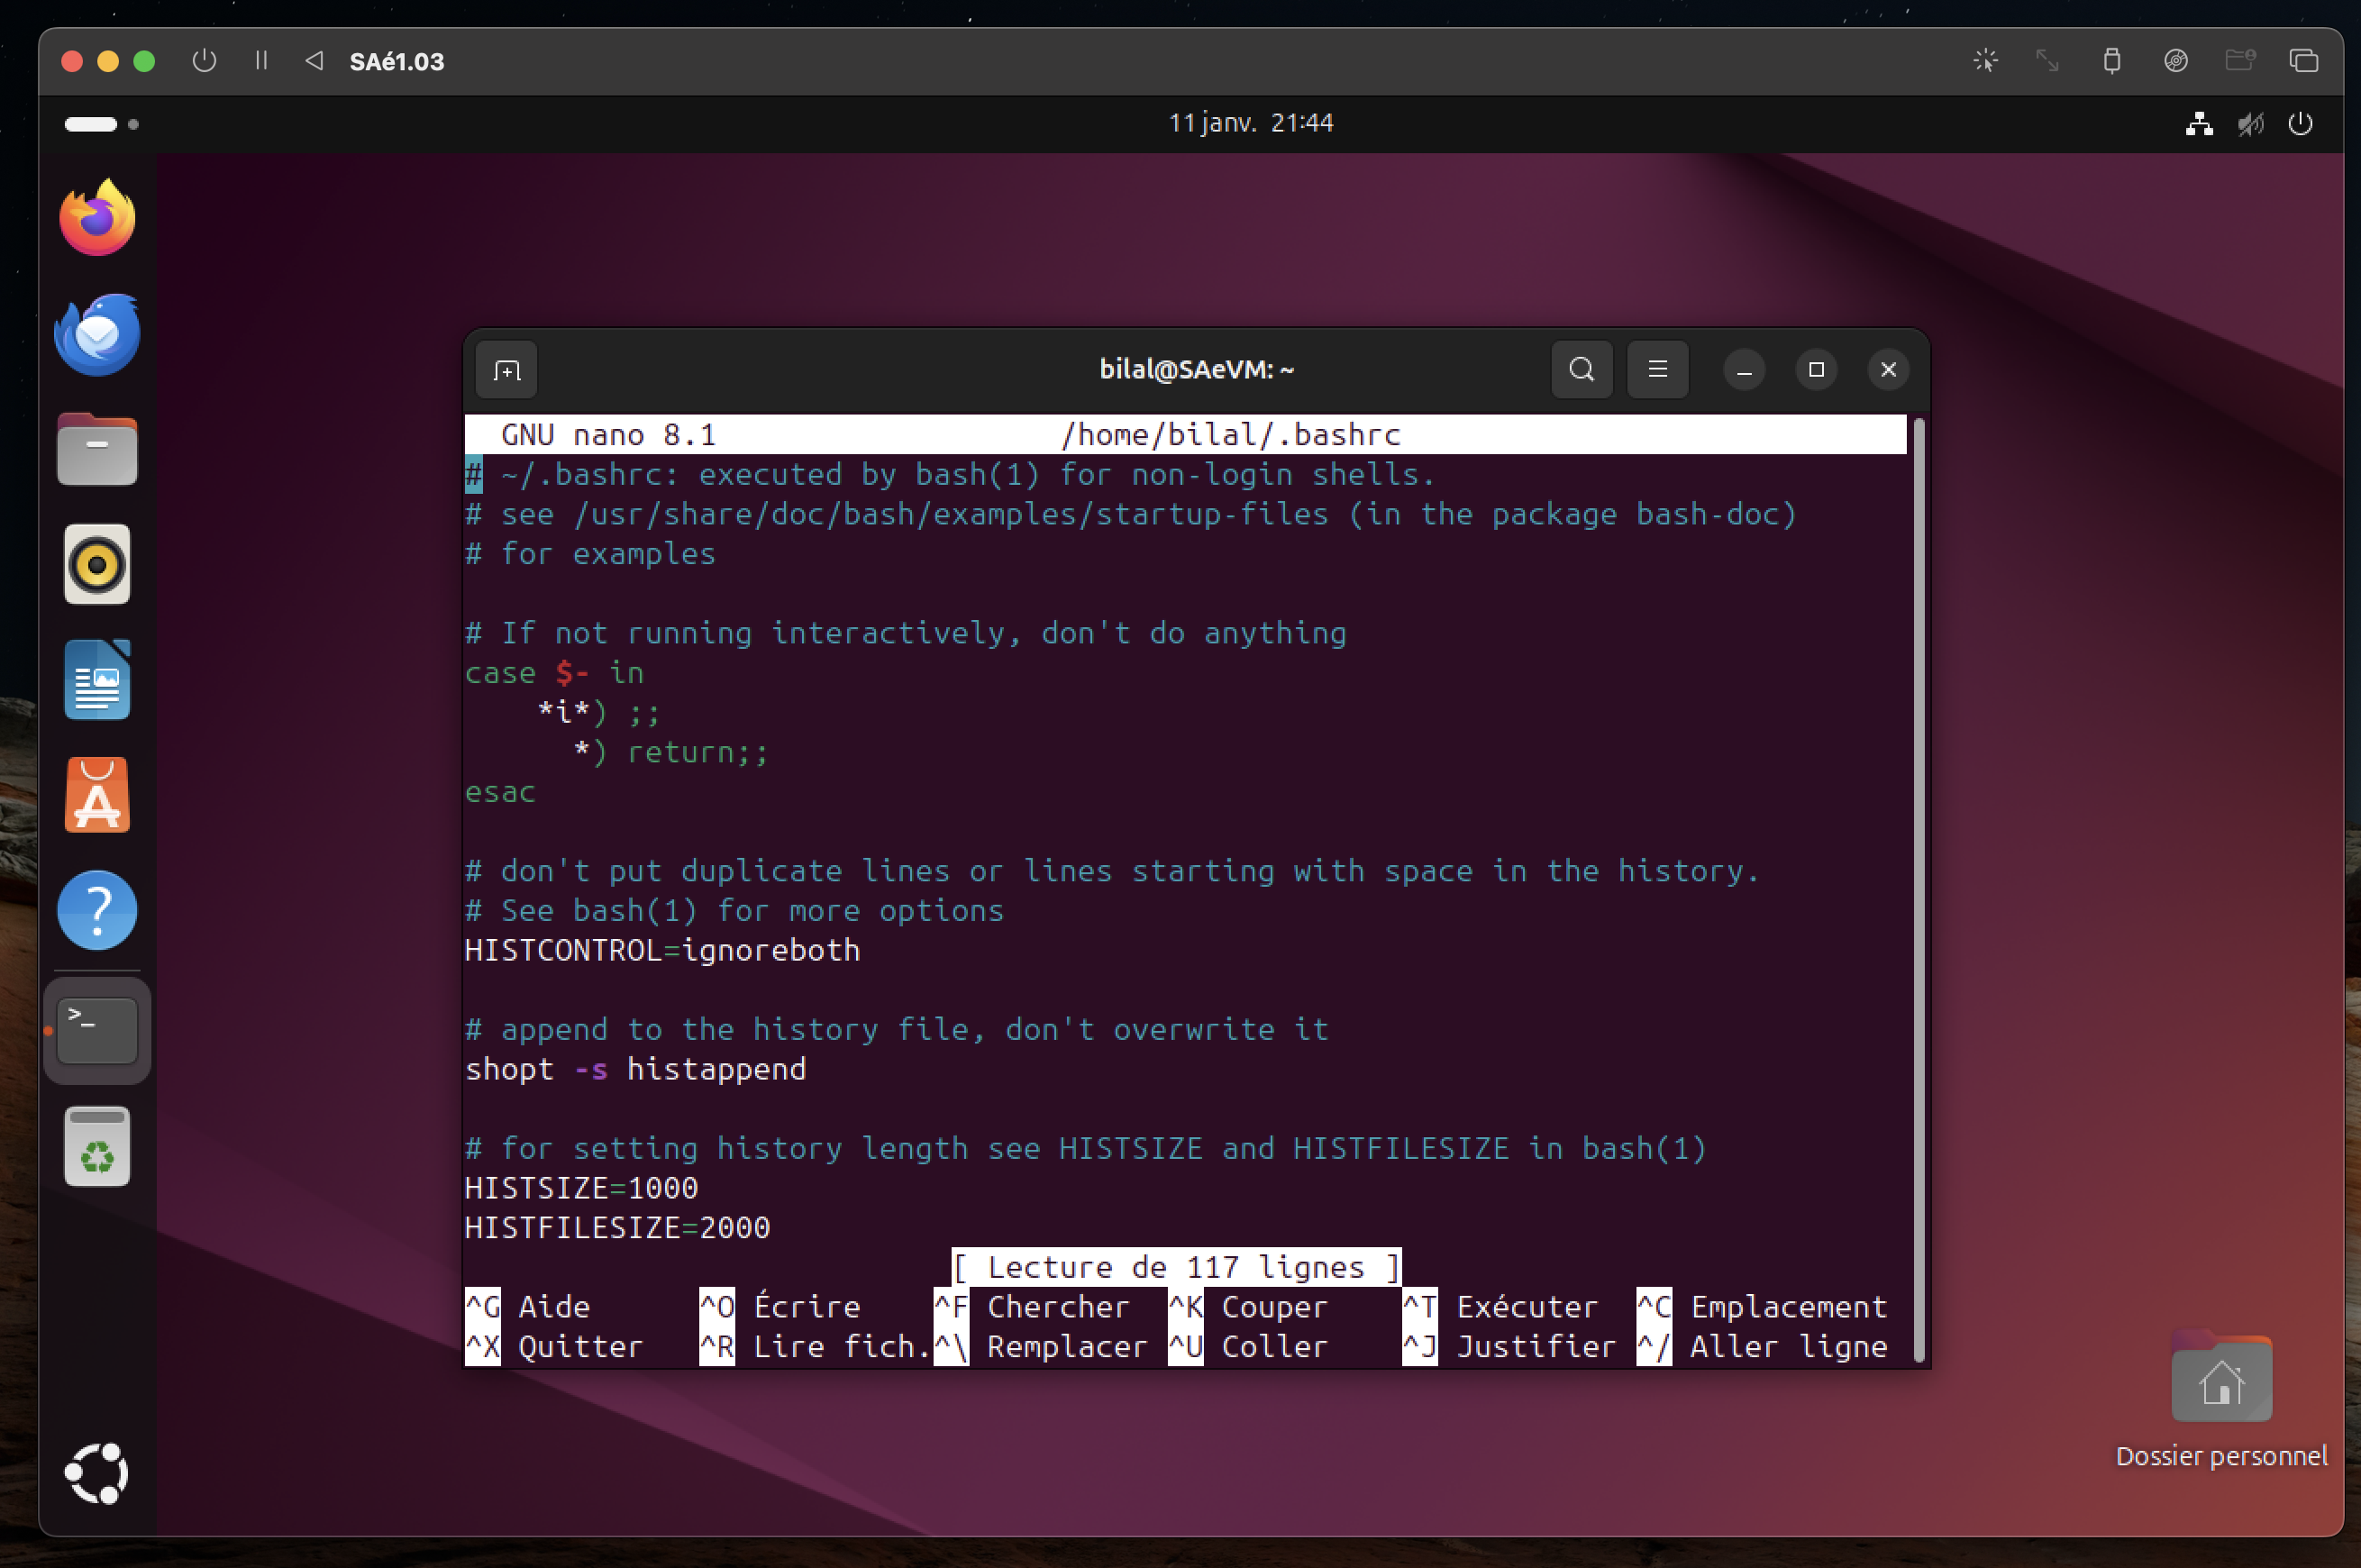 SAé1.03
11 janv. 21:44
bilal@SAeVM: ~
GNU nano 8.1 /home/bilal/.bashrc
# ~/.bashrc: executed by bash(1) for non-login shells.
# see /usr/share/doc/bash/examples/startup-files (in the package bash-doc)
# for examples
# If not running interactively, don't do anything
case $- in
*i*) ;;
*) return;;
esac
# don't put duplicate lines or lines starting with space in the history.
# See bash(1) for more options
HISTCONTROL=ignoreboth
# append to the history file, don't overwrite it
shopt -s histappend
# for setting history length see HISTSIZE and HISTFILESIZE in bash(1)
HISTSIZE=1000
HISTFILESIZE=2000
[ Lecture de 117 lignes ]
^G Aide ^O Écrire ^F Chercher ^K Couper ^T Exécuter ^C Emplacement
^X Quitter ^R Lire fich. ^\ Remplacer ^U Coller ^J Justifier ^/ Aller ligne
Dossier personnel